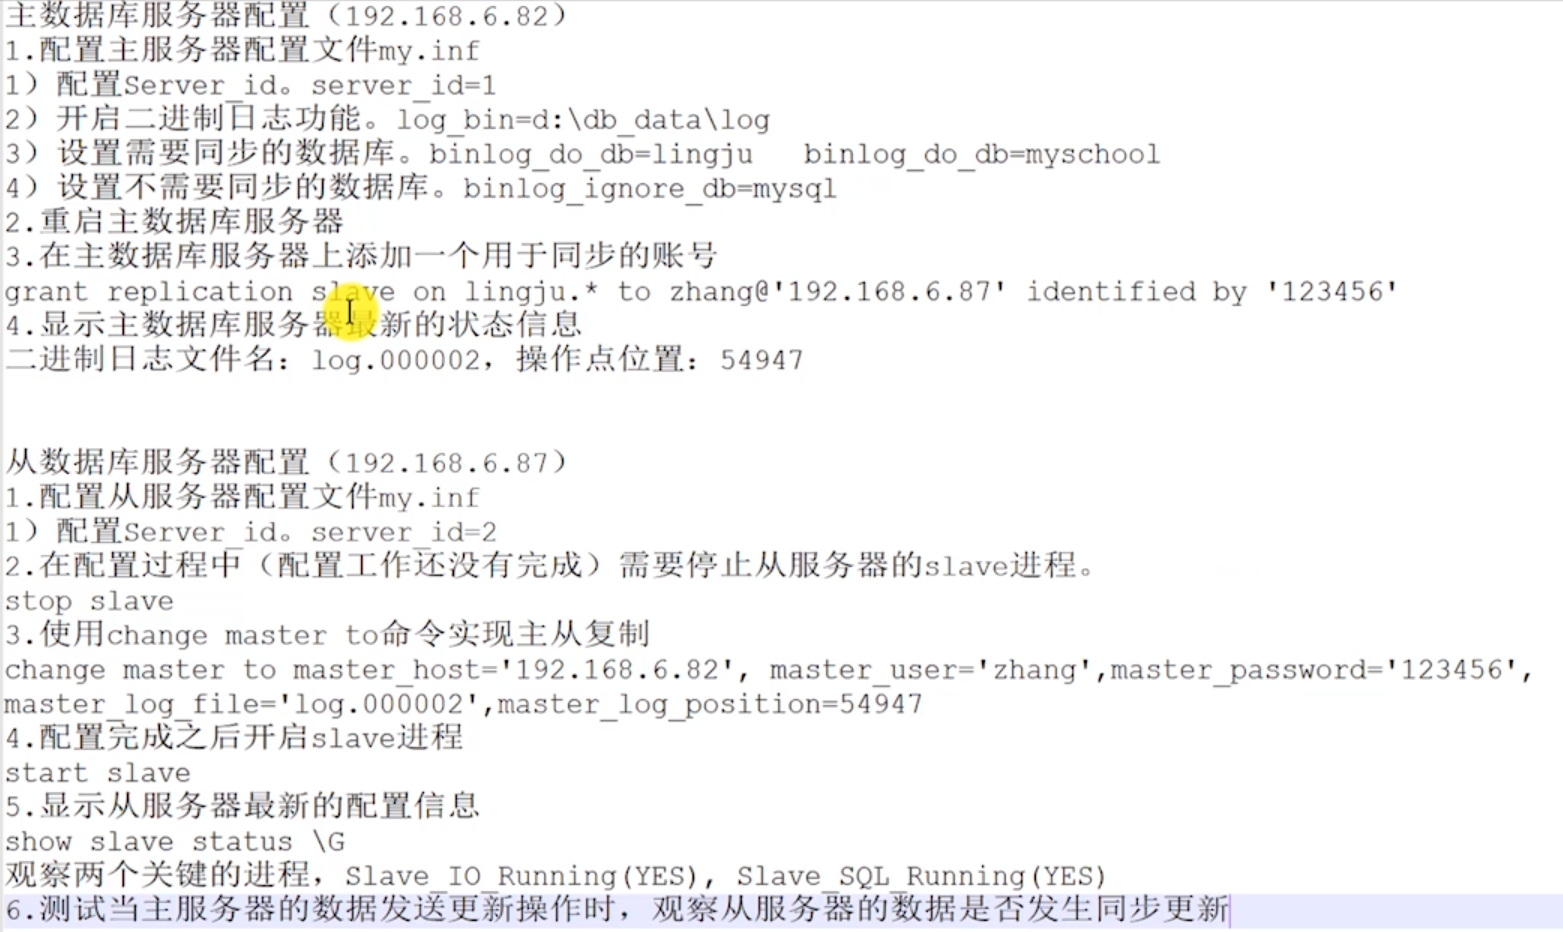 主数据库服务器配置（192.168.6.82）
1.配置主服务器配置文件my.inf
1）配置Server_id。server_id=1
2）开启二进制日志功能。log_bin=d:\db_data\log
3）设置需要同步的数据库。binlog_do_db=lingju   binlog_do_db=myschool
4）设置不需要同步的数据库。binlog_ignore_db=mysql
2.重启主数据库服务器
3.在主数据库服务器上添加一个用于同步的账号
grant replication slave on lingju.* to zhang@'192.168.6.87' identified by '123456'
4.显示主数据库服务器最新的状态信息
二进制日志文件名：log.000002，操作点位置：54947
从数据库服务器配置（192.168.6.87）
1.配置从服务器配置文件my.inf
1）配置Server_id。server_id=2
2.在配置过程中（配置工作还没有完成）需要停止从服务器的slave进程。
stop slave
3.使用change master to命令实现主从复制
change master to master_host='192.168.6.82', master_user='zhang',master_password='123456',
master_log_file='log.000002',master_log_position=54947
4.配置完成之后开启slave进程
start slave
5.显示从服务器最新的配置信息
show slave status \G
观察两个关键的进程，Slave_IO_Running(YES), Slave_SQL_Running(YES)
6.测试当主服务器的数据发送更新操作时，观察从服务器的数据是否发生同步更新